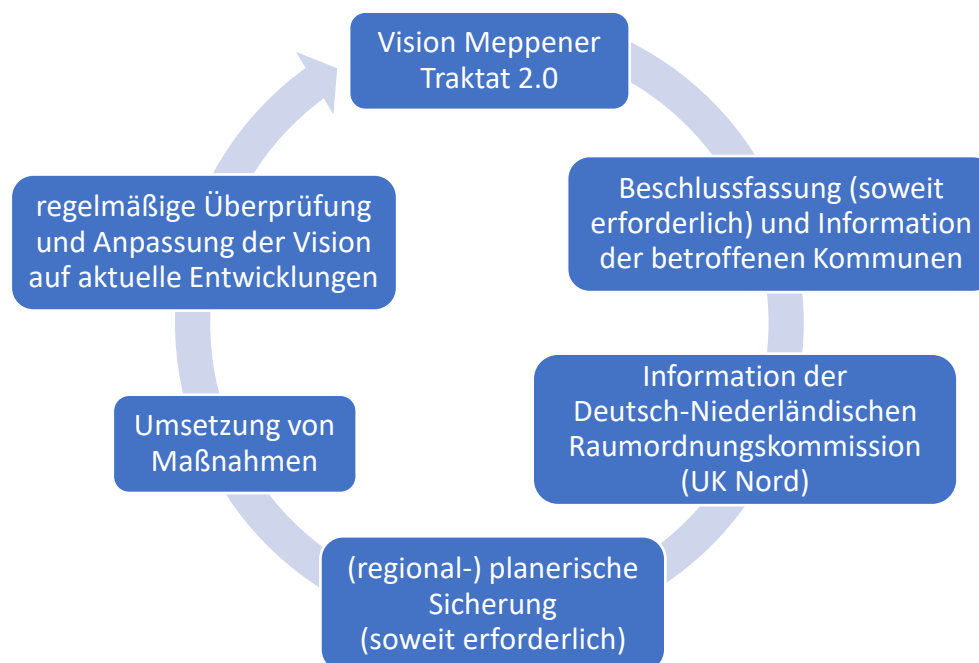 Vision Meppener
Traktat 2.0
Beschlussfassung (soweit
erforderlich) und Information
der betroffenen Kommunen
Information der
Deutsch-Niederländischen
Raumordnungskommission
(UK Nord)
(regional-) planerische
Sicherung
(soweit erforderlich)
Umsetzung von
Maßnahmen
regelmäßige Überprüfung
und Anpassung der Vision
auf aktuelle Entwicklungen